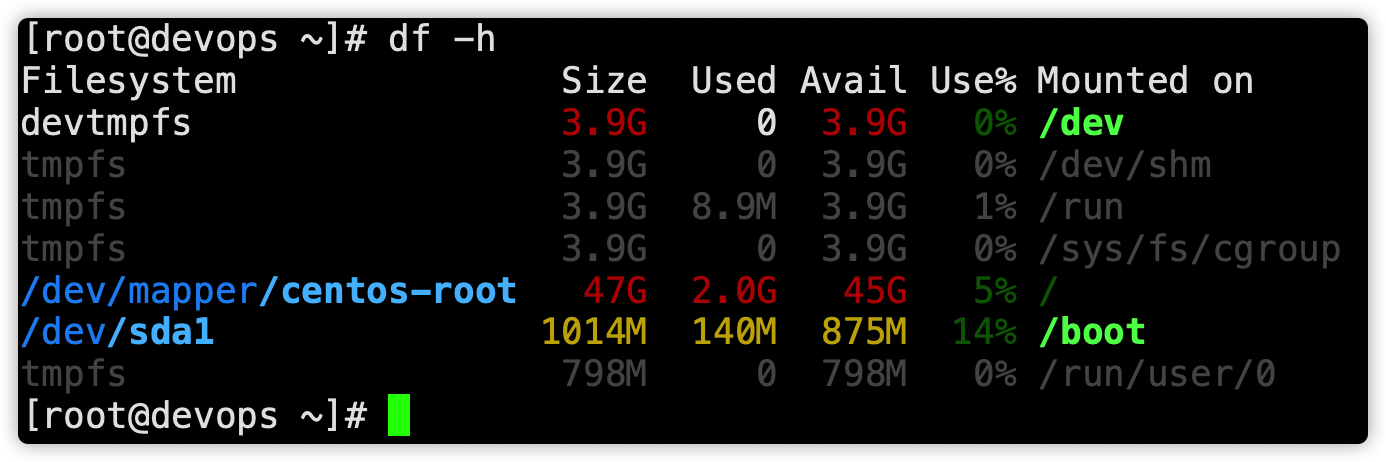 [root@devops ~]# df -h
Filesystem               Size  Used Avail Use% Mounted on
devtmpfs                 3.9G     0  3.9G   0% /dev
tmpfs                    3.9G     0  3.9G   0% /dev/shm
tmpfs                    3.9G  8.9M  3.9G   1% /run
tmpfs                    3.9G     0  3.9G   0% /sys/fs/cgroup
/dev/mapper/centos-root   47G  2.0G   45G   5% /
/dev/sda1               1014M  140M  875M  14% /boot
tmpfs                    798M     0  798M   0% /run/user/0
[root@devops ~]#